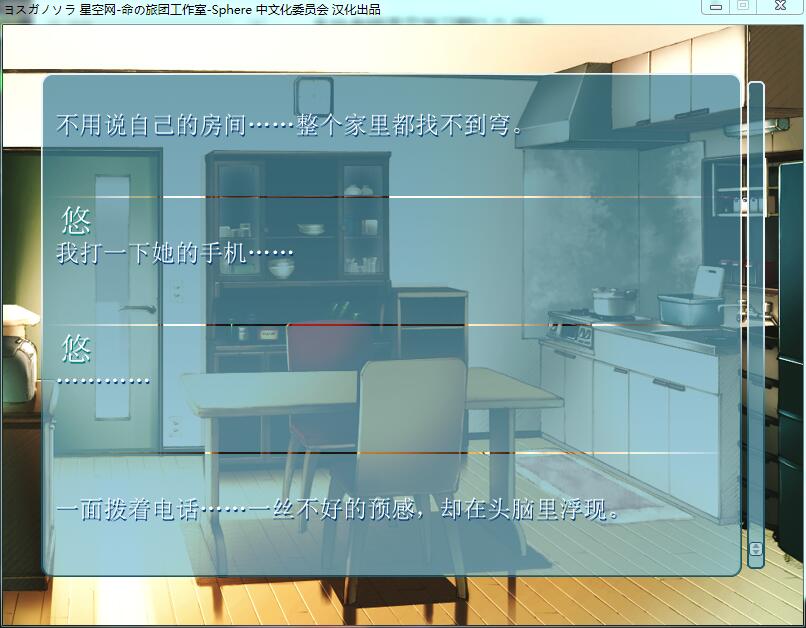 ヨスガノソラ 星空网-命の旅团工作室-Sphere 中文化委员会 汉化出品
不用说自己的房间……整个家里都找不到穹。
悠
我打一下她的手机……
悠
…………
一面拨着电话……一丝不好的预感，却在头脑里浮现。